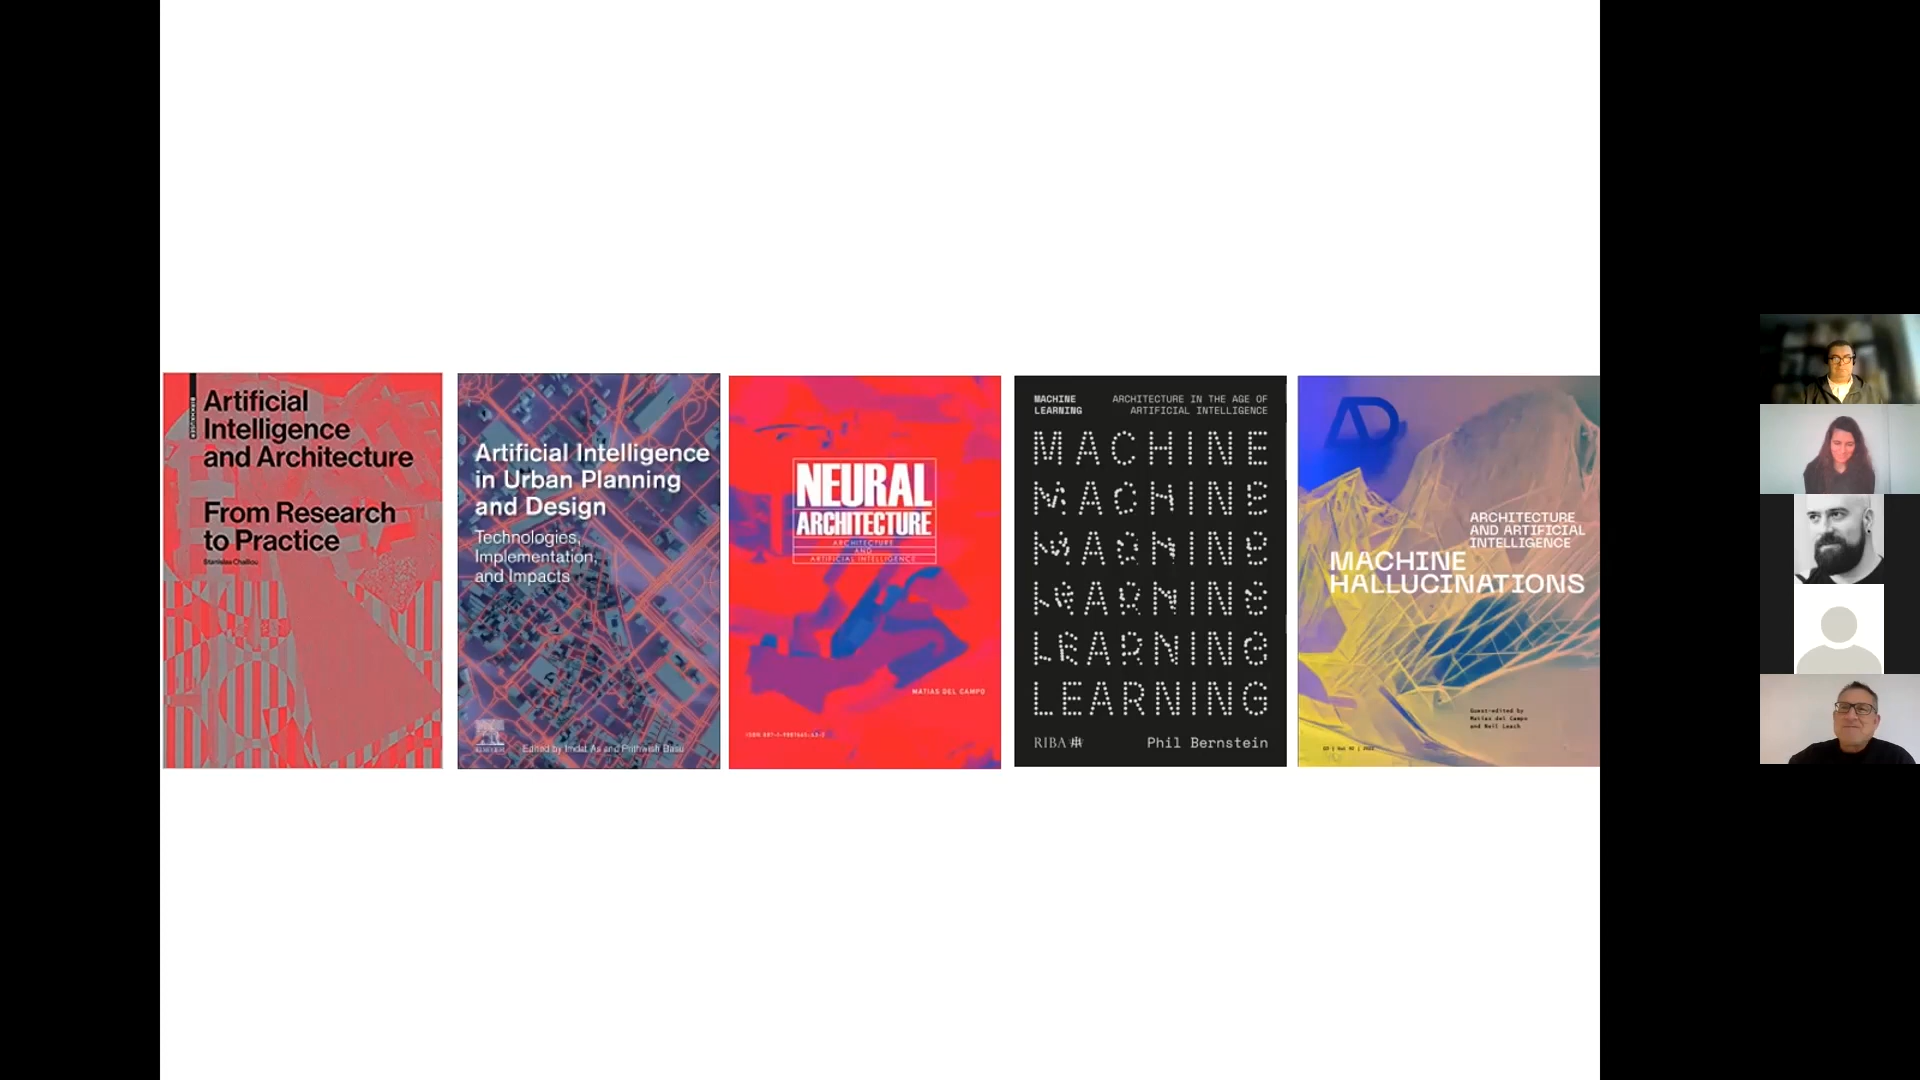 BIRKHÄUSER
Artificial
Intelligence
and Architecture
From Research
to Practice
Stanislas Chaillou
Artificial Intelligence
in Urban Planning
and Design
Technologies,
Implementation,
and Impacts
ELSEVIER
Edited by Imdat As and Prithwish Basu
NEURAL
ARCHITECTURE
ARCHITECTURE
AND
ARTIFICIAL INTELLIGENCE
MATIAS DEL CAMPO
MACHINE
LEARNING
ARCHITECTURE IN THE AGE OF
ARTIFICIAL INTELLIGENCE
MACHINE
MACHINE
MACHINE
LEARNING
LEARNING
LEARNING
RIBA
Phil Bernstein
AD
ARCHITECTURE
AND ARTIFICIAL
INTELLIGENCE
MACHINE
HALLUCINATIONS
Guest-edited by
Matias del Campo
and Neil Leach